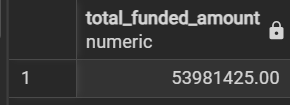 total_funded_amount
numeric
1
53981425.00